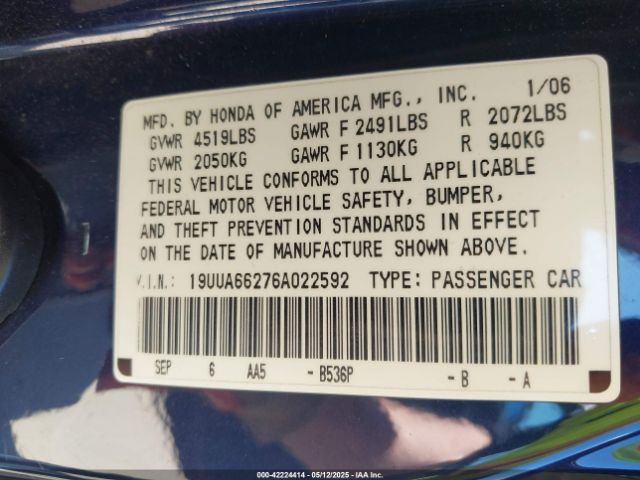 MFD. BY HONDA OF AMERICA MFG., INC. 1/06
GVWR 4519LBS GAWR F 2491LBS R 2072LBS
GVWR 2050KG GAWR F 1130KG R 940KG
THIS VEHICLE CONFORMS TO ALL APPLICABLE
FEDERAL MOTOR VEHICLE SAFETY, BUMPER,
AND THEFT PREVENTION STANDARDS IN EFFECT
ON THE DATE OF MANUFACTURE SHOWN ABOVE.
V.I.N.: 19UUA66276A022592 TYPE: PASSENGER CAR
SEP 6 AA5 - B536P - B - A
000-42224414 - 05/12/2025 - IAA Inc.